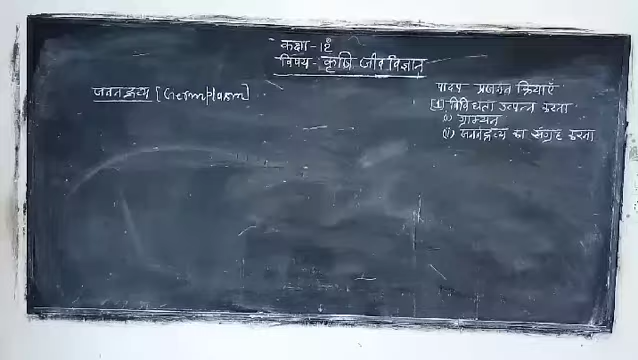 कक्षा - 12
विषय - कृषि जीव विज्ञान
जननद्रव्य [Germplasm]
पादप प्रजनन क्रियाएँ
(1) विविधता उत्पन्न करना
(i) ग्राम्यन
(ii) जननद्रव्य का संग्रह करना